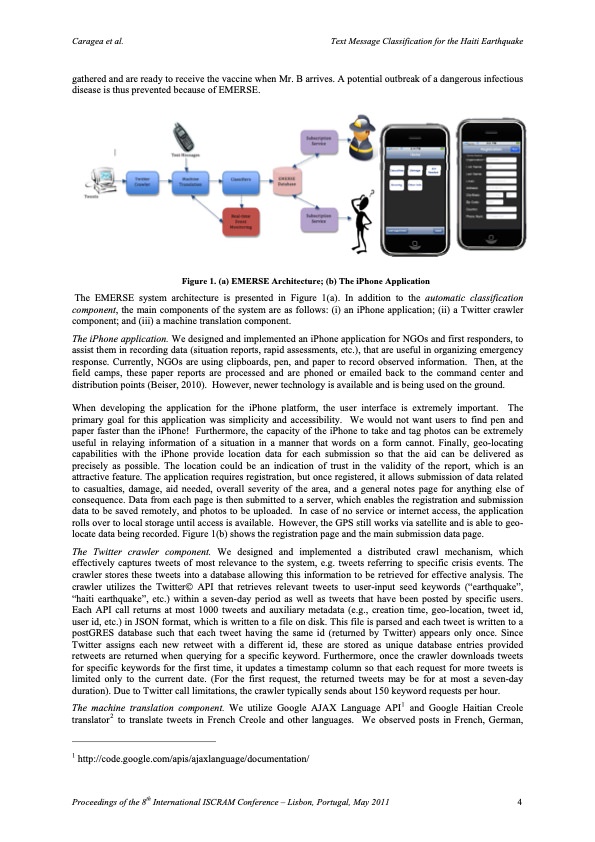 Caragea et al.
Text Message Classification for the Haiti Earthquake
gathered and are ready to receive the vaccine when Mr. B arrives. A potential outbreak of a dangerous infectious
disease is thus prevented because of EMERSE.
Text Messages
Subscription
Service
Tweets
Twitter
Crawler
Machine
Translation
Classifiers
EMERSE
Database
Real-time
Event
Monitoring
Subscription
Service
Figure 1. (a) EMERSE Architecture; (b) The iPhone Application
The EMERSE system architecture is presented in Figure 1(a). In addition to the automatic classification
component, the main components of the system are as follows: (i) an iPhone application; (ii) a Twitter crawler
component; and (iii) a machine translation component.
The iPhone application. We designed and implemented an iPhone application for NGOs and first responders, to
assist them in recording data (situation reports, rapid assessments, etc.), that are useful in organizing emergency
response. Currently, NGOs are using clipboards, pen, and paper to record observed information. Then, at the
field camps, these paper reports are processed and are phoned or emailed back to the command center and
distribution points (Beiser, 2010). However, newer technology is available and is being used on the ground.
When developing the application for the iPhone platform, the user interface is extremely important. The
primary goal for this application was simplicity and accessibility. We would not want users to find pen and
paper faster than the iPhone! Furthermore, the capacity of the iPhone to take and tag photos can be extremely
useful in relaying information of a situation in a manner that words on a form cannot. Finally, geo-locating
capabilities with the iPhone provide location data for each submission so that the aid can be delivered as
precisely as possible. The location could be an indication of trust in the validity of the report, which is an
attractive feature. The application requires registration, but once registered, it allows submission of data related
to casualties, damage, aid needed, overall severity of the area, and a general notes page for anything else of
consequence. Data from each page is then submitted to a server, which enables the registration and submission
data to be saved remotely, and photos to be uploaded. In case of no service or internet access, the application
rolls over to local storage until access is available. However, the GPS still works via satellite and is able to geo-
locate data being recorded. Figure 1(b) shows the registration page and the main submission data page.
The Twitter crawler component. We designed and implemented a distributed crawl mechanism, which
effectively captures tweets of most relevance to the system, e.g. tweets referring to specific crisis events. The
crawler stores these tweets into a database allowing this information to be retrieved for effective analysis. The
crawler utilizes the Twitter© API that retrieves relevant tweets to user-input seed keywords (“earthquake”,
“haiti earthquake”, etc.) within a seven-day period as well as tweets that have been posted by specific users.
Each API call returns at most 1000 tweets and auxiliary metadata (e.g., creation time, geo-location, tweet id,
user id, etc.) in JSON format, which is written to a file on disk. This file is parsed and each tweet is written to a
postGRES database such that each tweet having the same id (returned by Twitter) appears only once. Since
Twitter assigns each new retweet with a different id, these are stored as unique database entries provided
retweets are returned when querying for a specific keyword. Furthermore, once the crawler downloads tweets
for specific keywords for the first time, it updates a timestamp column so that each request for more tweets is
limited only to the current date. (For the first request, the returned tweets may be for at most a seven-day
duration). Due to Twitter call limitations, the crawler typically sends about 150 keyword requests per hour.
The machine translation component. We utilize Google AJAX Language API1 and Google Haitian Creole
translator2 to translate tweets in French Creole and other languages. We observed posts in French, German,
1 http://code.google.com/apis/ajaxlanguage/documentation/
Proceedings of the 8th International ISCRAM Conference – Lisbon, Portugal, May 2011
4